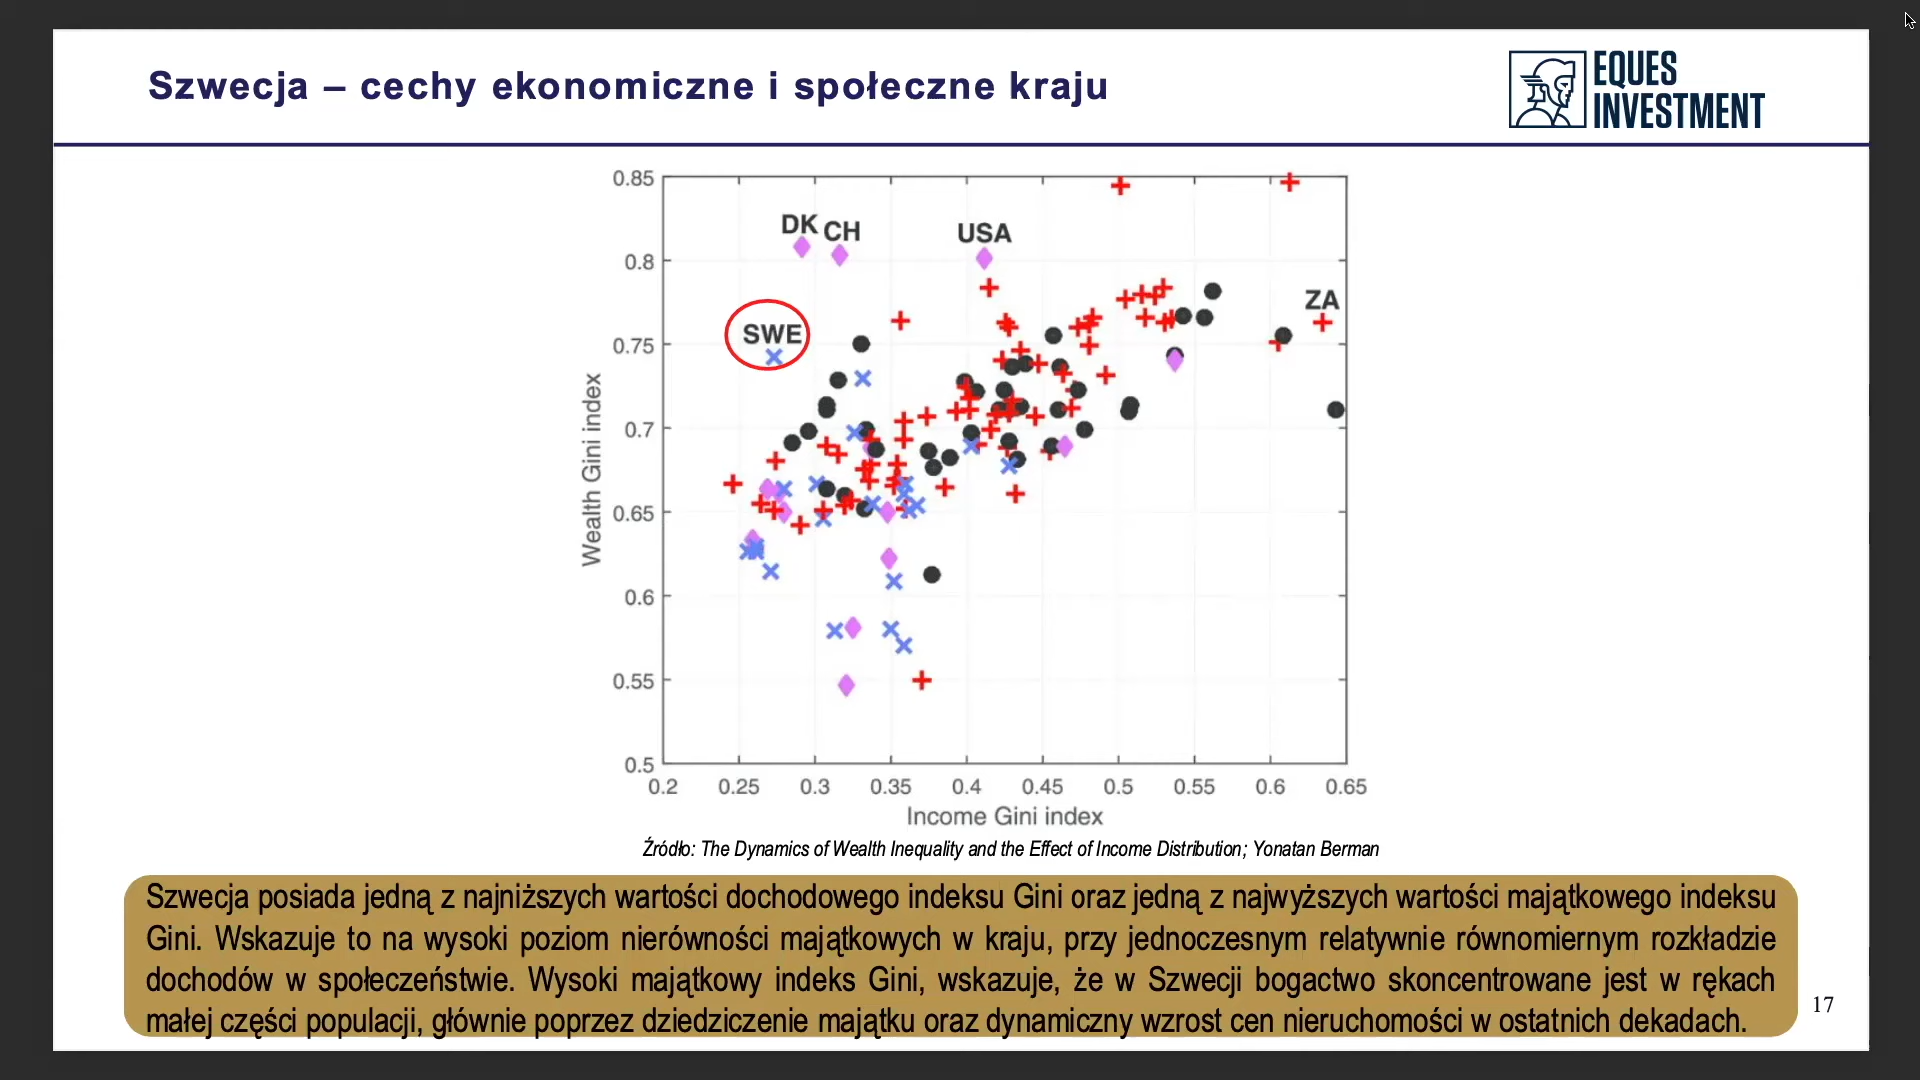 Szwecja – cechy ekonomiczne i społeczne kraju
EQUES
INVESTMENT
0.85
0.8
0.75
0.7
0.65
0.6
0.55
0.5
Wealth Gini index
DK CH
USA
SWE
ZA
0.2 0.25 0.3 0.35 0.4 0.45 0.5 0.55 0.6 0.65
Income Gini index
Źródło: The Dynamics of Wealth Inequality and the Effect of Income Distribution; Yonatan Berman
Szwecja posiada jedną z najniższych wartości dochodowego indeksu Gini oraz jedną z najwyższych wartości majątkowego indeksu
Gini. Wskazuje to na wysoki poziom nierówności majątkowych w kraju, przy jednoczesnym relatywnie równomiernym rozkładzie
dochodów w społeczeństwie. Wysoki majątkowy indeks Gini, wskazuje, że w Szwecji bogactwo skoncentrowane jest w rękach
małej części populacji, głównie poprzez dziedziczenie majątku oraz dynamiczny wzrost cen nieruchomości w ostatnich dekadach.
17